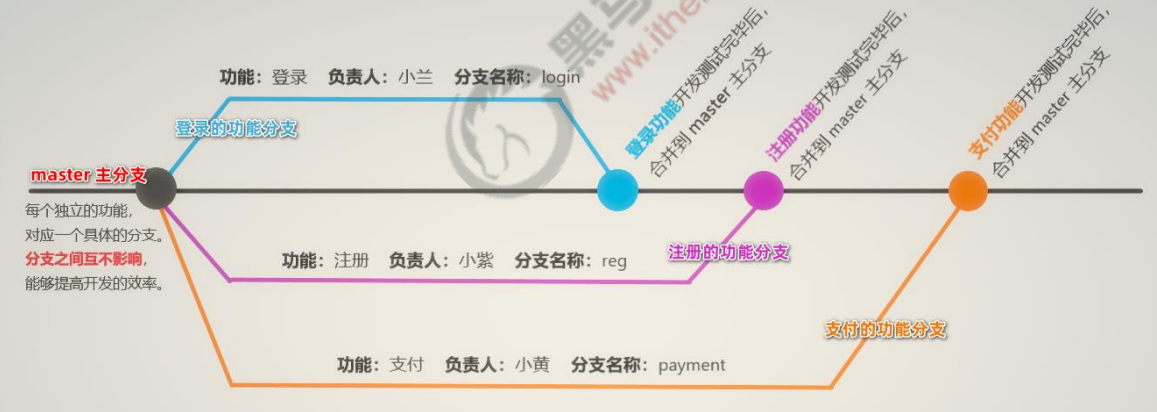 功能：登录 负责人：小兰 分支名称：login
登录的功能分支
master 主分支
每个独立的功能，
对应一个具体的分支。
分支之间互不影响，
能够提高开发的效率。
登录功能开发测试完毕后，
合并到 master 主分支
注册功能开发测试完毕后，
合并到 master 主分支
支付功能开发测试完毕后，
合并到 master 主分支
功能：注册 负责人：小紫 分支名称：reg
注册的功能分支
支付的功能分支
功能：支付 负责人：小黄 分支名称：payment
黑马